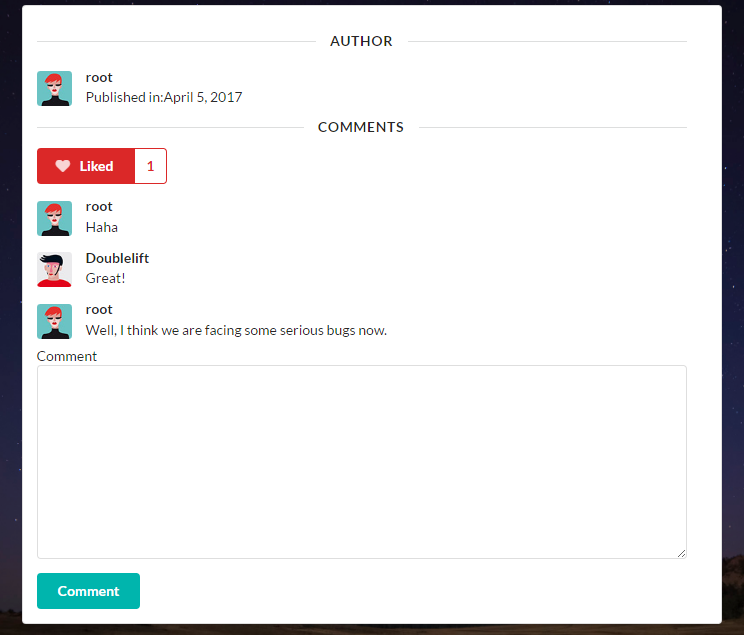 AUTHOR
root
Published in:April 5, 2017
COMMENTS
Liked 1
root
Haha
Doublelift
Great!
root
Well, I think we are facing some serious bugs now.
Comment
Comment